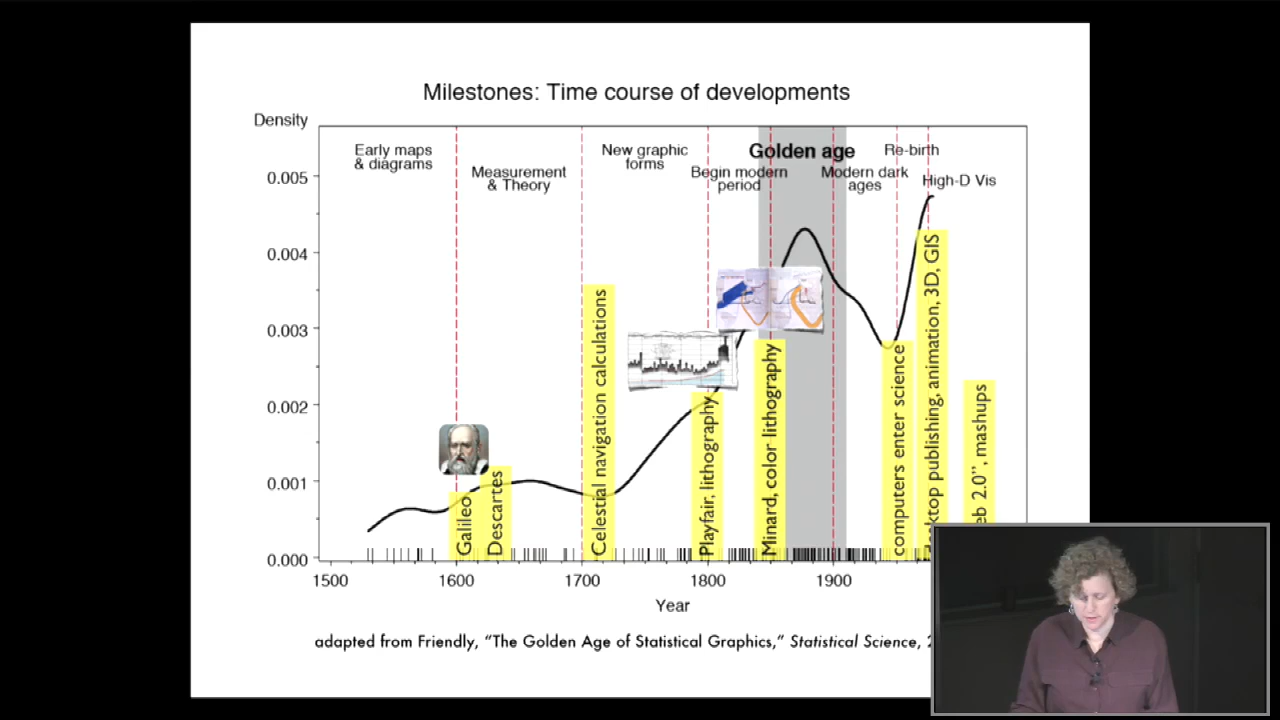 Milestones: Time course of developments
Density
Early maps
& diagrams
Measurement
& Theory
New graphic
forms
Begin modern
period
Golden age
Modern dark
ages
Re-birth
High-D Vis
0.005
0.004
0.003
0.002
0.001
0.000
Galileo
Descartes
Celestial navigation calculations
Playfair, lithography
Minard, color lithography
computers enter science
publishing, animation, 3D, GIS
2.0”, mashups
1500
1600
1700
1800
1900
Year
adapted from Friendly, “The Golden Age of Statistical Graphics,” Statistical Science,